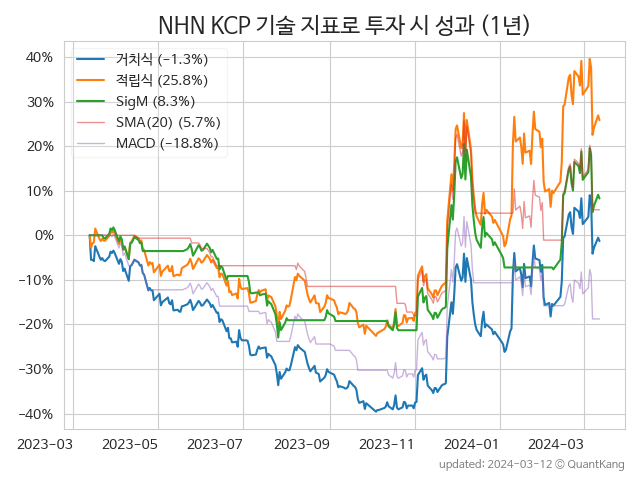 NHN KCP 기술 지표로 투자 시 성과 (1년)
거치식 (−1.3%)
적립식 (25.8%)
SigM (8.3%)
SMA(20) (5.7%)
MACD (−18.8%)
40%
30%
20%
10%
0%
−10%
−20%
−30%
−40%
2023-03 2023-05 2023-07 2023-09 2023-11 2024-01 2024-03
updated: 2024-03-12 © QuantKang